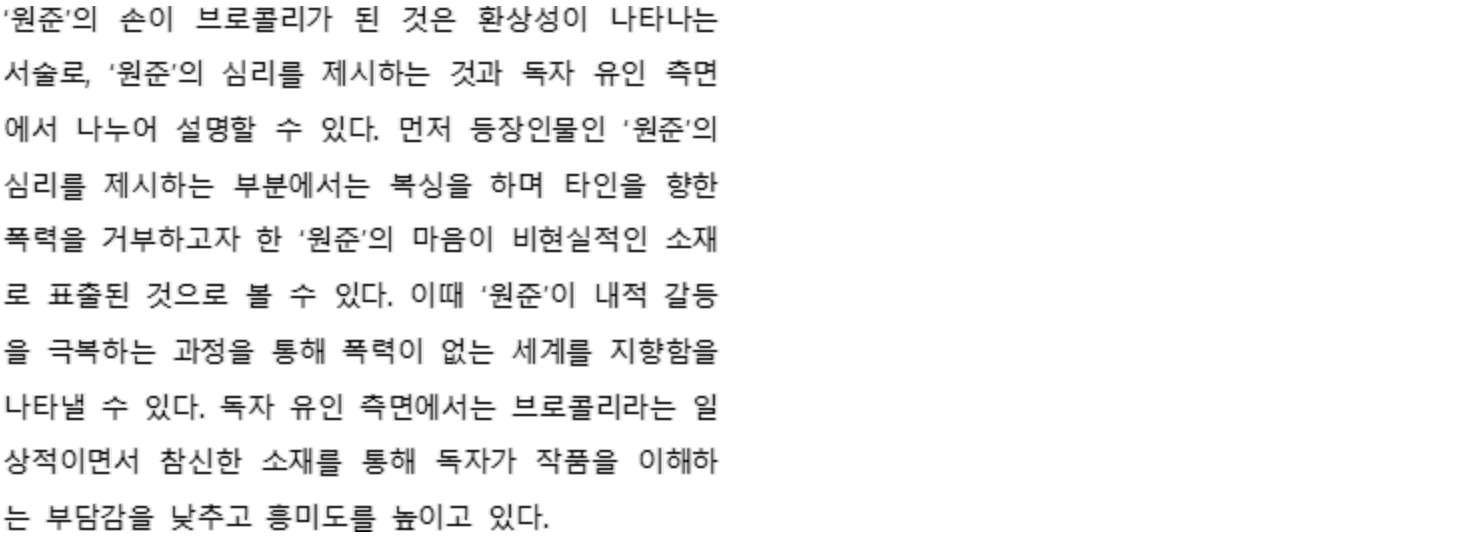 ‘원준’의 손이 브로콜리가 된 것은 환상성이 나타나는
서술로, ‘원준’의 심리를 제시하는 것과 독자 유인 측면
에서 나누어 설명할 수 있다. 먼저 등장인물인 ‘원준’의
심리를 제시하는 부분에서는 복싱을 하며 타인을 향한
폭력을 거부하고자 한 ‘원준’의 마음이 비현실적인 소재
로 표출된 것으로 볼 수 있다. 이때 ‘원준’이 내적 갈등
을 극복하는 과정을 통해 폭력이 없는 세계를 지향함을
나타낼 수 있다. 독자 유인 측면에서는 브로콜리라는 일
상적이면서 참신한 소재를 통해 독자가 작품을 이해하
는 부담감을 낮추고 흥미도를 높이고 있다.